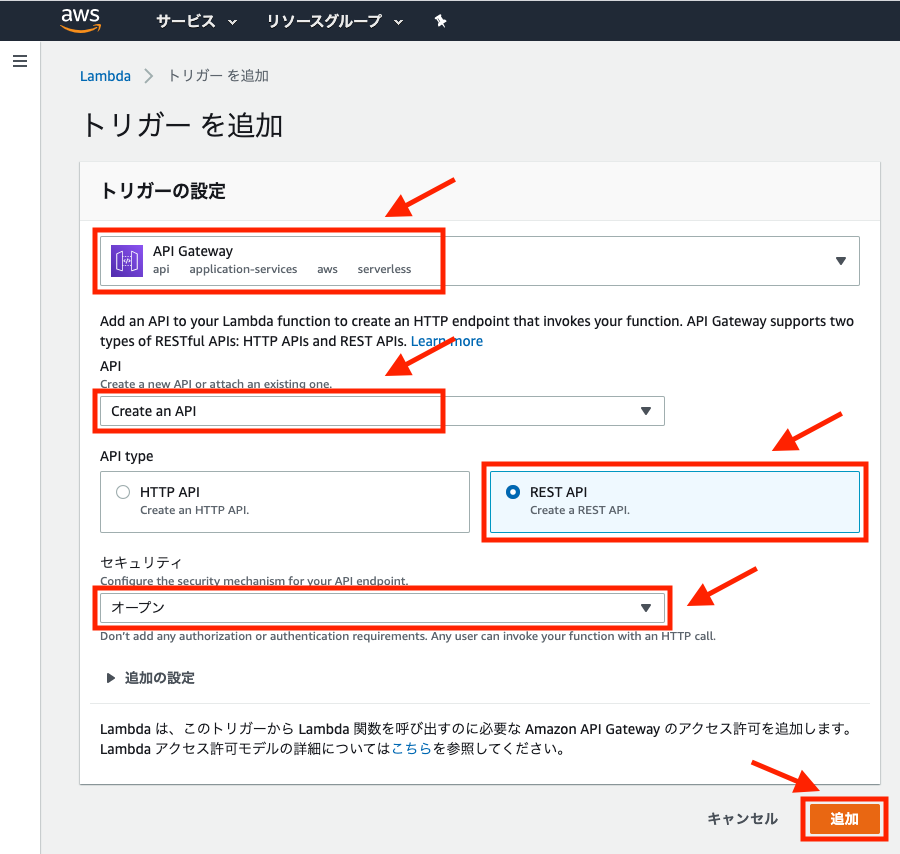 aws サービス リソースグループ
Lambda トリガー を追加
トリガー を追加
トリガーの設定
API Gateway
api application-services aws serverless
Add an API to your Lambda function to create an HTTP endpoint that invokes your function. API Gateway supports two
types of RESTful APIs: HTTP APIs and REST APIs. Learn more
API
Create a new API or attach an existing one.
Create an API
API type
HTTP API
Create an HTTP API.
REST API
Create a REST API.
セキュリティ
Configure the security mechanism for your API endpoint.
オープン
Don't add any authorization or authentication requirements. Any user can invoke your function with an HTTP call.
追加の設定
Lambda は、このトリガーから Lambda 関数を呼び出すのに必要な Amazon API Gateway のアクセス許可を追加します。
Lambda アクセス許可モデルの詳細についてはこちらを参照してください。
キャンセル 追加